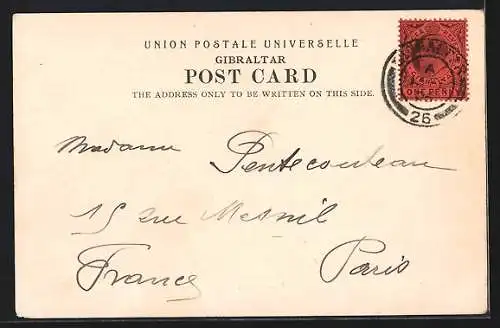 UNION POSTALE UNIVERSELLE
GIBRALTAR
POST CARD
THE ADDRESS ONLY TO BE WRITTEN ON THIS SIDE.
ONE PENNY
A
26
Madame Pentecouteau
15 rue Mesnil
France Paris